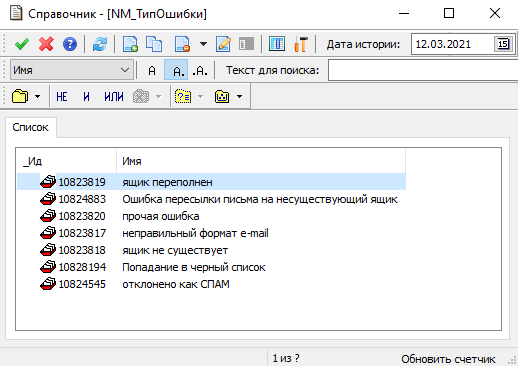 Справочник - [NM_ТипОшибки]
Дата истории: 12.03.2021 15
Имя А А. .А. Текст для поиска:
НЕ И ИЛИ
Список
_Ид Имя
10823819 ящик переполнен
10824883 Ошибка пересылки письма на несуществующий ящик
10823820 прочая ошибка
10823817 неправильный формат e-mail
10823818 ящик не существует
10828194 Попадание в черный список
10824545 отклонено как СПАМ
1 из ? Обновить счетчик